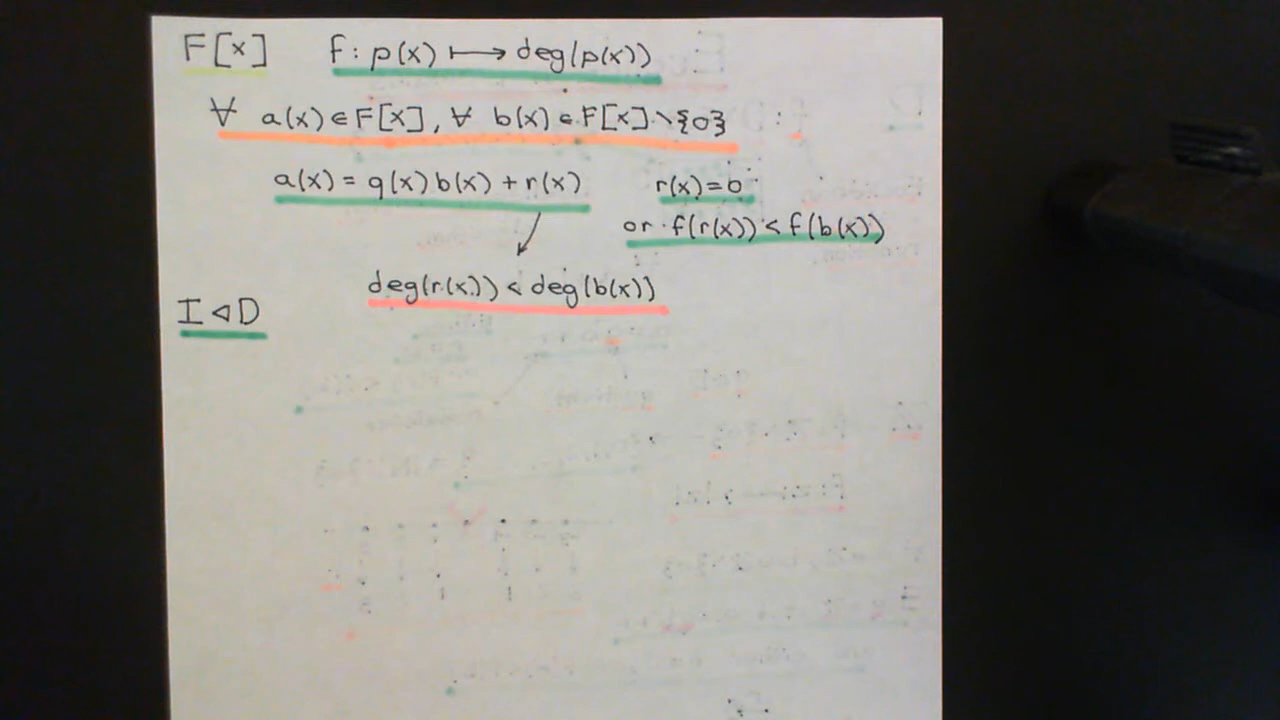 F[x] f: p(x) ⟼ deg(p(x))
∀ a(x) ∈ F[x], ∀ b(x) ∈ F[x] \ {0}
a(x) = q(x) b(x) + r(x) r(x) = 0
or f(r(x)) < f(b(x))
deg(r(x)) < deg(b(x))
I ⊲ D